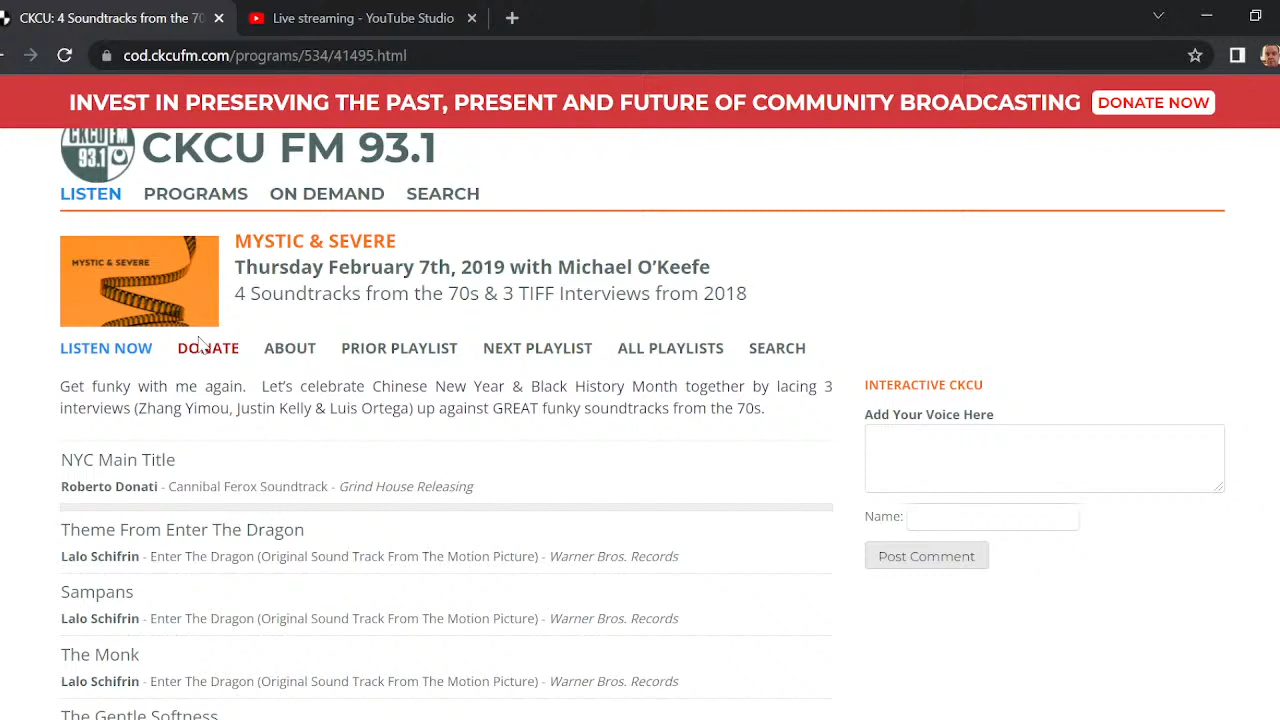 CKCU: 4 Soundtracks from the 70
Live streaming - YouTube Studio
cod.ckcufm.com/programs/534/41495.html
INVEST IN PRESERVING THE PAST, PRESENT AND FUTURE OF COMMUNITY BROADCASTING DONATE NOW
CKCU FM
93.1
CKCU FM 93.1
LISTEN PROGRAMS ON DEMAND SEARCH
MYSTIC & SEVERE
MYSTIC & SEVERE
Thursday February 7th, 2019 with Michael O’Keefe
4 Soundtracks from the 70s & 3 TIFF Interviews from 2018
LISTEN NOW DONATE ABOUT PRIOR PLAYLIST NEXT PLAYLIST ALL PLAYLISTS SEARCH
Get funky with me again. Let’s celebrate Chinese New Year & Black History Month together by lacing 3
interviews (Zhang Yimou, Justin Kelly & Luis Ortega) up against GREAT funky soundtracks from the 70s.
NYC Main Title
Roberto Donati - Cannibal Ferox Soundtrack - Grind House Releasing
Theme From Enter The Dragon
Lalo Schifrin - Enter The Dragon (Original Sound Track From The Motion Picture) - Warner Bros. Records
Sampans
Lalo Schifrin - Enter The Dragon (Original Sound Track From The Motion Picture) - Warner Bros. Records
The Monk
Lalo Schifrin - Enter The Dragon (Original Sound Track From The Motion Picture) - Warner Bros. Records
The Gentle Softness
INTERACTIVE CKCU
Add Your Voice Here
Name:
Post Comment